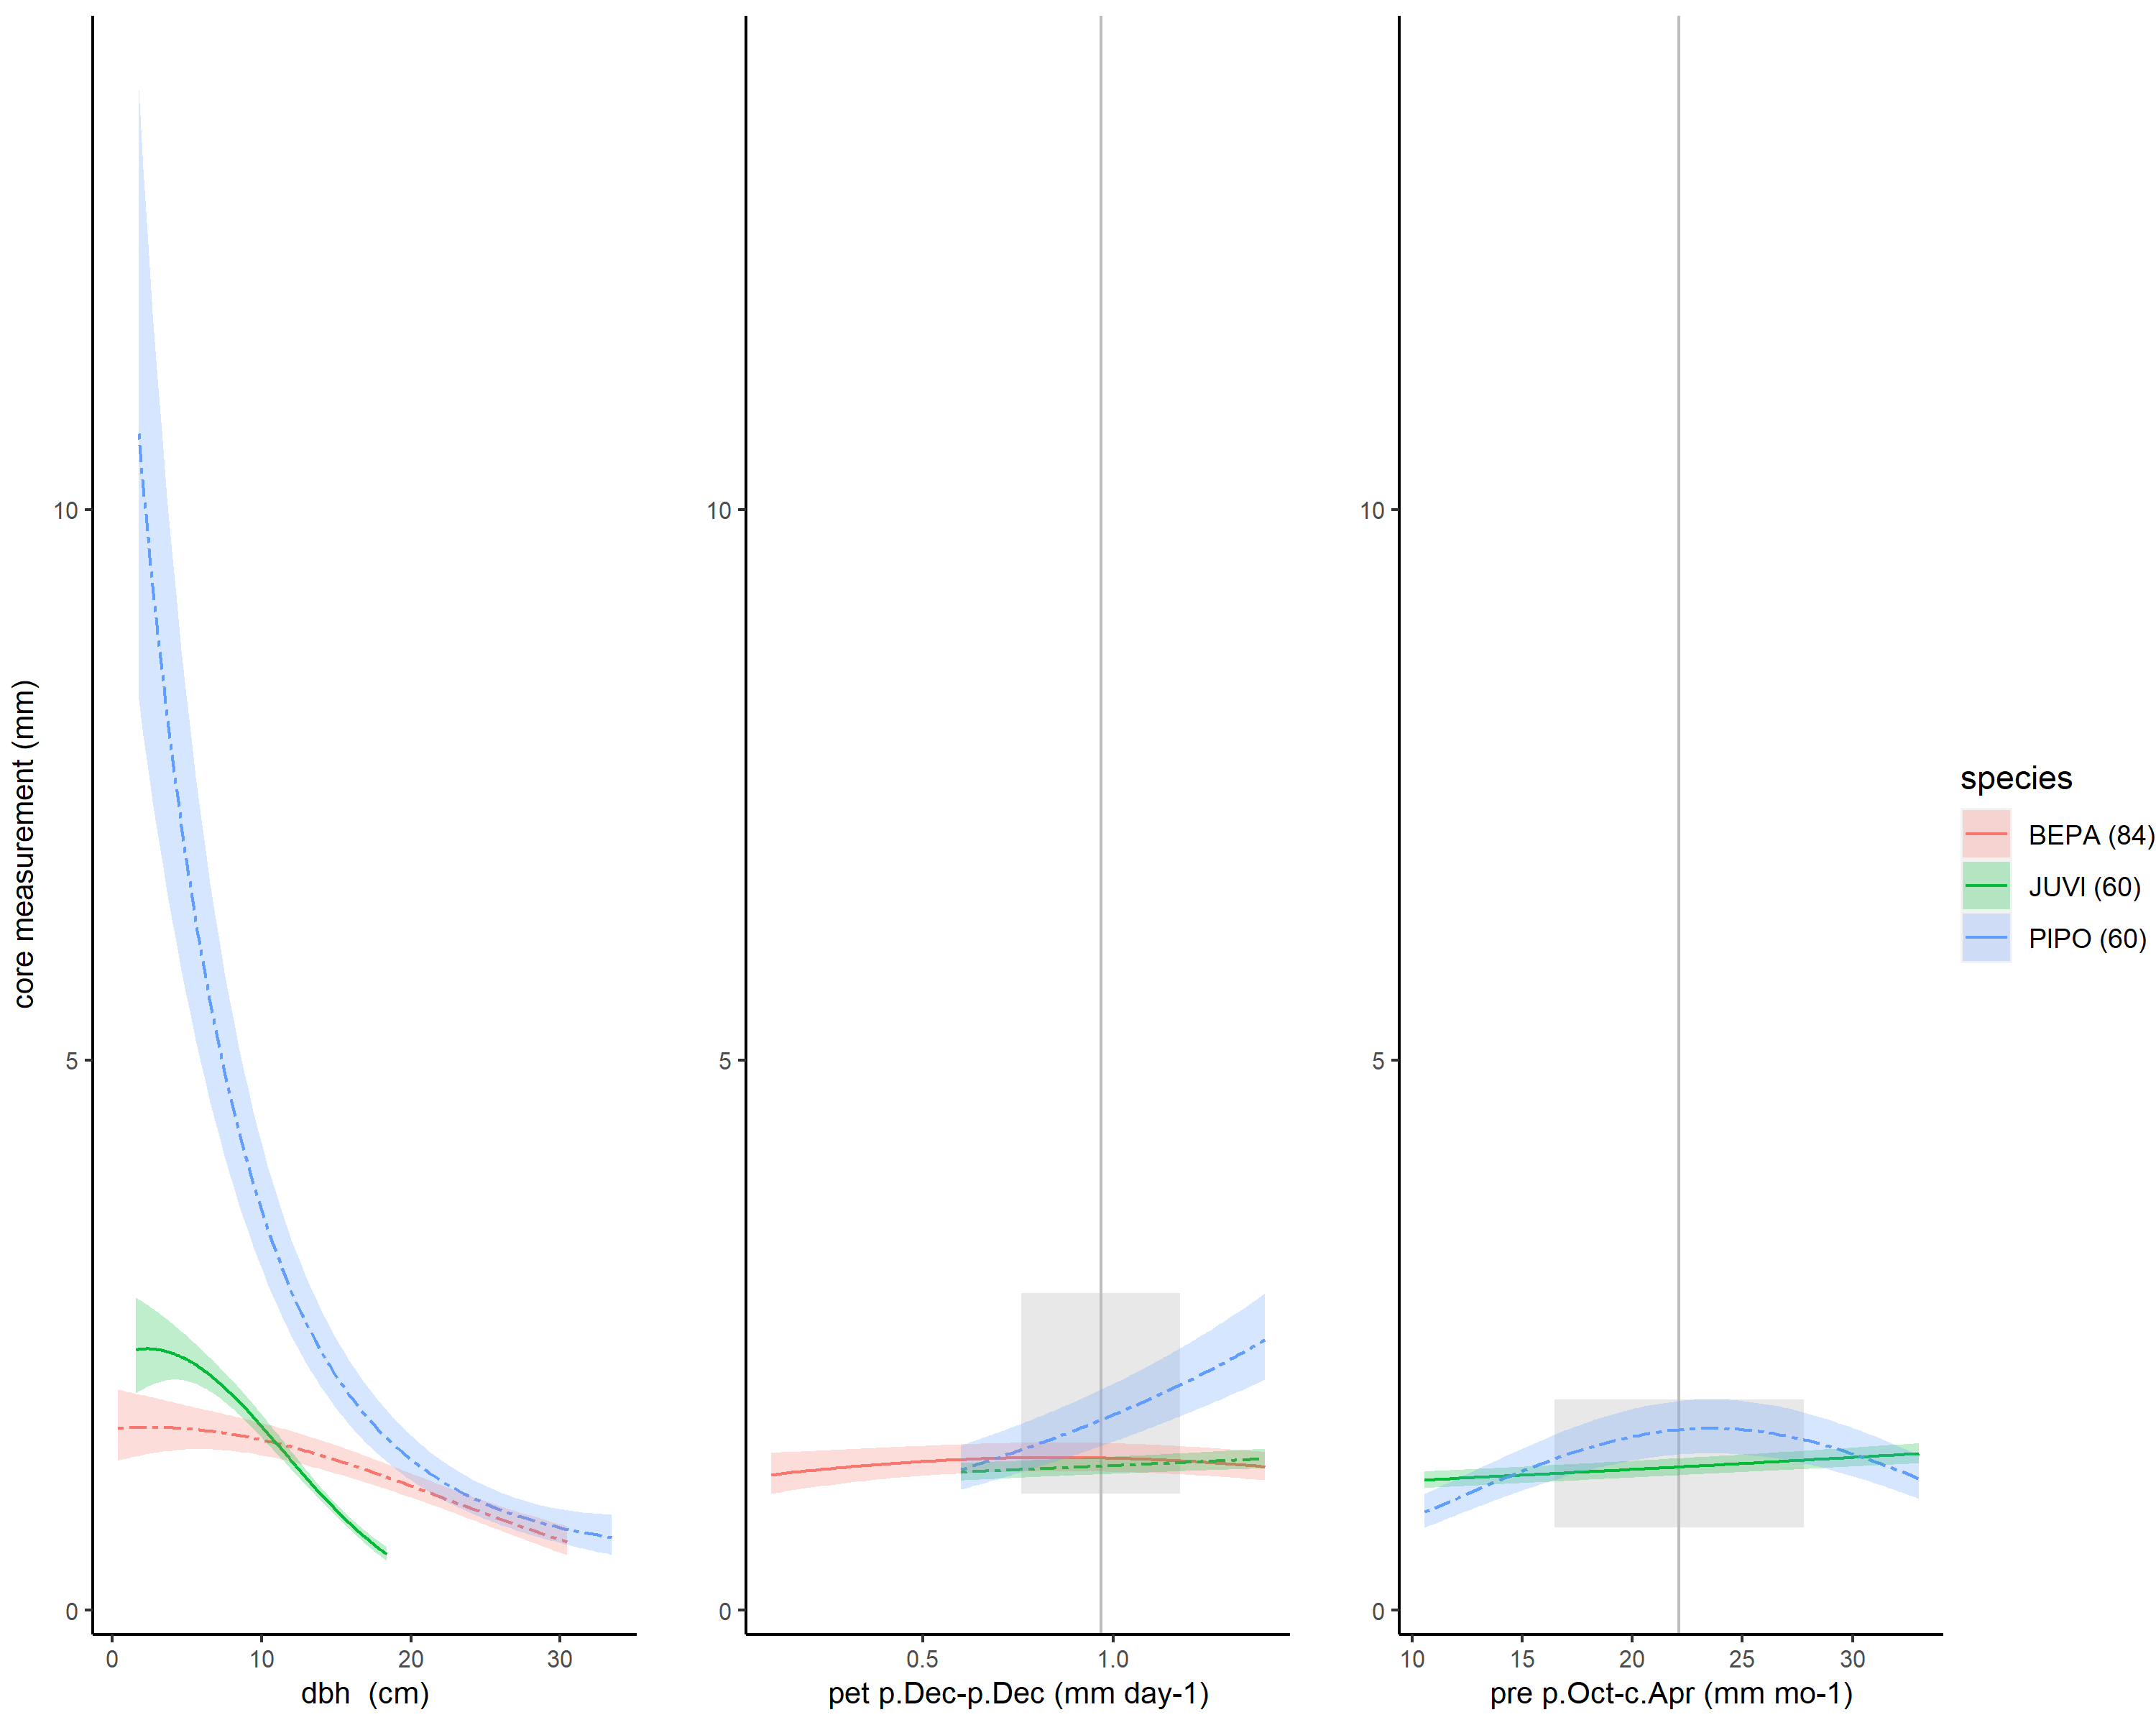 core measurement (mm)
10
5
0
0 10 20 30
dbh  (cm)
10
5
0
0.5 1.0
pet p.Dec-p.Dec (mm day-1)
10
5
0
10 15 20 25 30
pre p.Oct-c.Apr (mm mo-1)
species
BEPA (84)
JUVI (60)
PIPO (60)